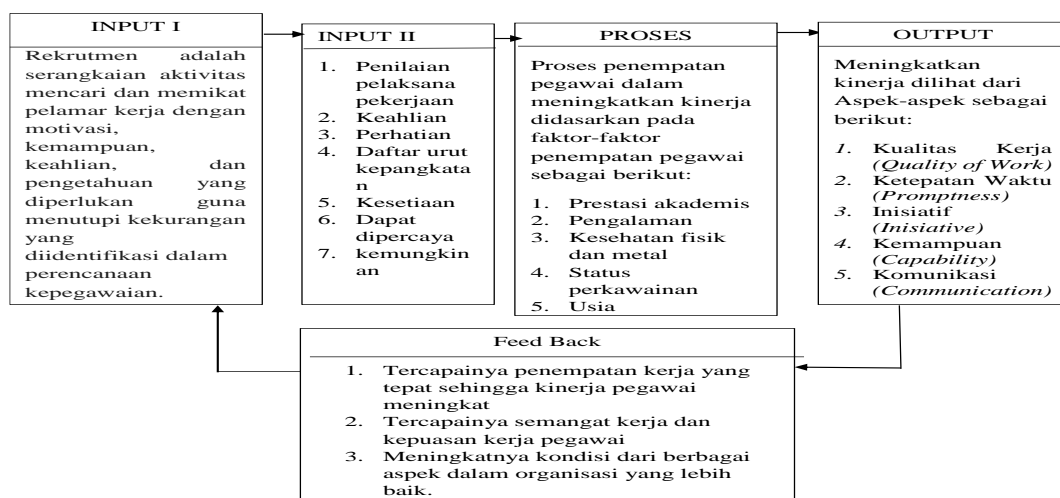 INPUT I
Rekrutmen adalah
serangkaian aktivitas
mencari dan memikat
pelamar kerja dengan
motivasi,
kemampuan,
keahlian, dan
pengetahuan yang
diperlukan guna
menutupi kekurangan
yang
diidentifikasi dalam
perencanaan
kepegawaian.
INPUT II
1. Penilaian
pelaksana
pekerjaan
2. Keahlian
3. Perhatian
4. Daftar urut
kepangkata
n
5. Kesetiaan
6. Dapat
dipercaya
7. kemungkin
an
PROSES
Proses penempatan
pegawai dalam
meningkatkan kinerja
didasarkan pada
faktor-faktor
penempatan pegawai
sebagai berikut:
1. Prestasi akademis
2. Pengalaman
3. Kesehatan fisik
dan metal
4. Status
perkawainan
5. Usia
OUTPUT
Meningkatkan
kinerja dilihat dari
Aspek-aspek sebagai
berikut:
1. Kualitas Kerja
(Quality of Work)
2. Ketepatan Waktu
(Promptness)
3. Inisiatif
(Inisiative)
4. Kemampuan
(Capability)
5. Komunikasi
(Communication)
Feed Back
1. Tercapainya penempatan kerja yang
tepat sehingga kinerja pegawai
meningkat
2. Tercapainya semangat kerja dan
kepuasan kerja pegawai
3. Meningkatnya kondisi dari berbagai
aspek dalam organisasi yang lebih
baik.